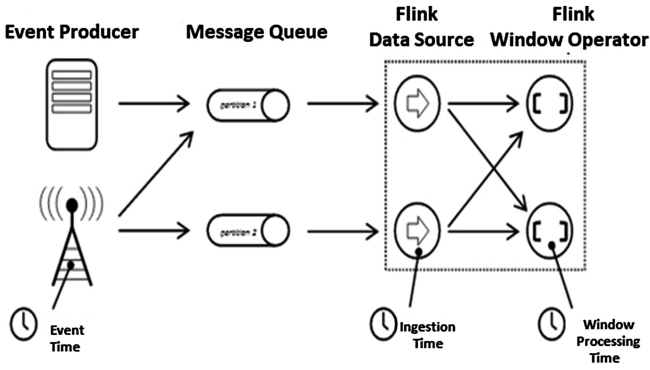 Event Producer
Message Queue
Flink
Data Source
Flink
Window Operator
partition 1
partition 2
Event
Time
Ingestion
Time
Window
Processing
Time